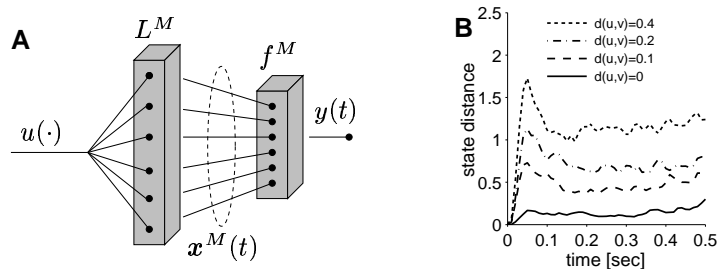 A
L^M
f^M
u(·)
y(t)
x^M(t)
B
d(u,v)=0.4
d(u,v)=0.2
d(u,v)=0.1
d(u,v)=0
state distance
2.5
2
1.5
1
0.5
0
0 0.1 0.2 0.3 0.4 0.5
time [sec]